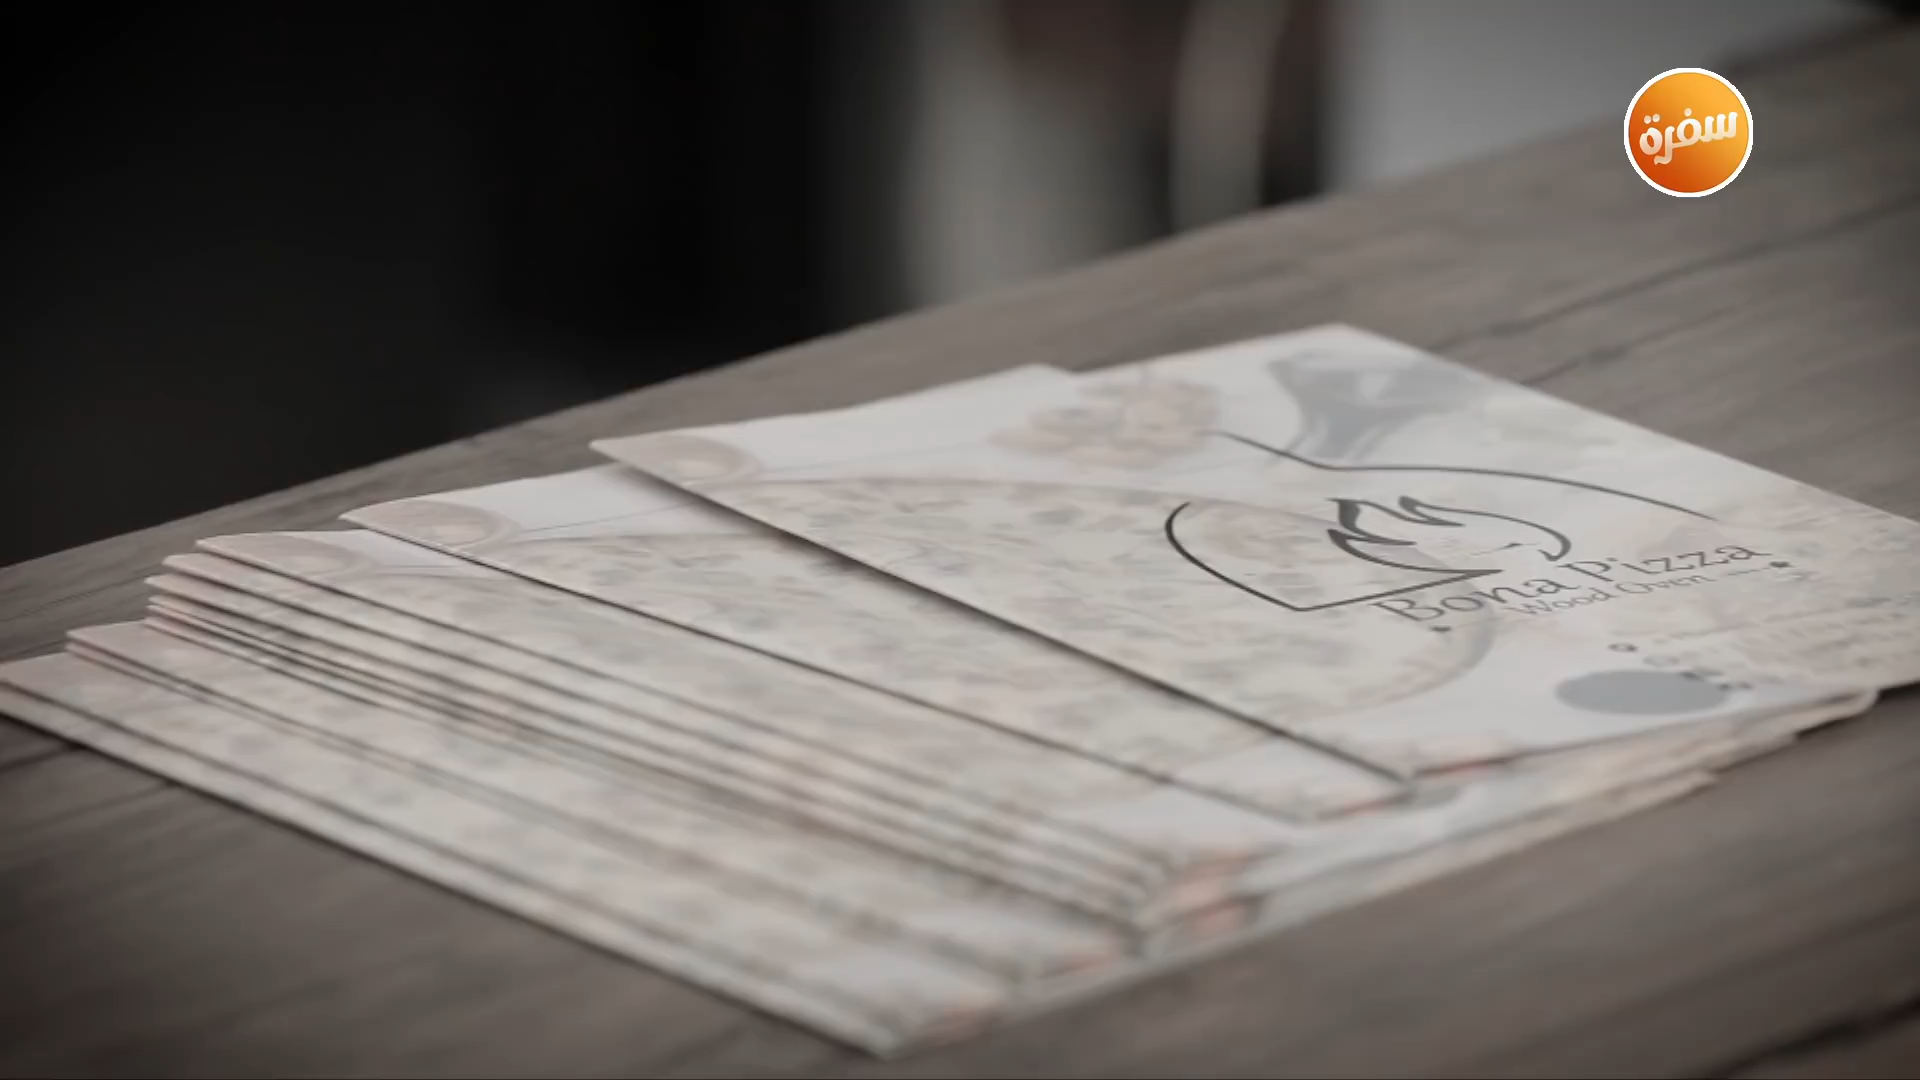 سفرة
Bona Pizza
Wood Oven